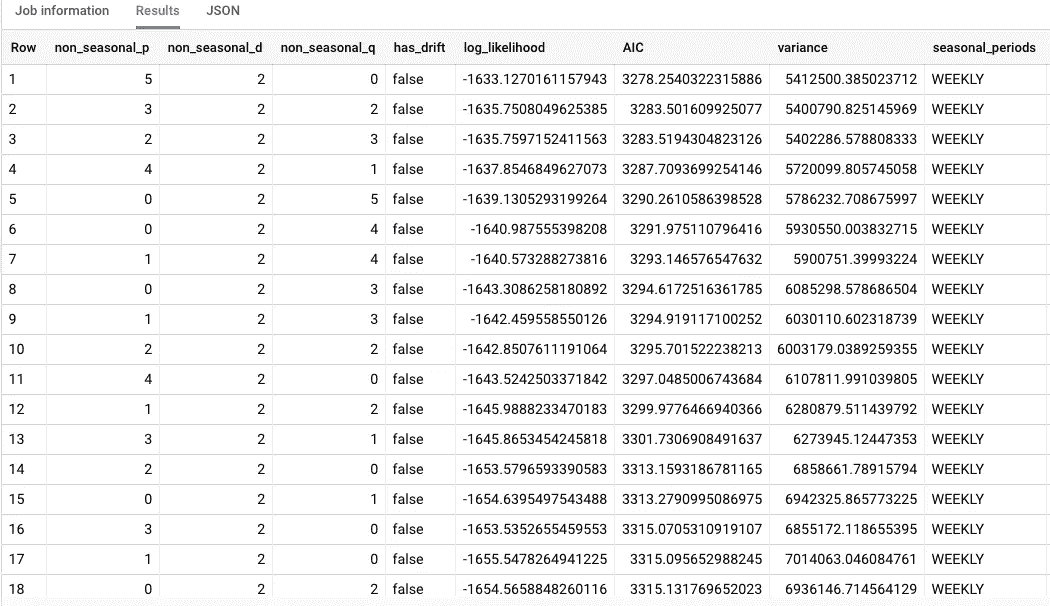 Job information Results JSON
Row non_seasonal_p non_seasonal_d non_seasonal_q has_drift log_likelihood AIC variance seasonal_periods
1 5 2 0 false -1633.1270161157943 3278.2540322315886 5412500.385023712 WEEKLY
2 3 2 2 false -1635.7508049625385 3283.501609925077 5400790.825145969 WEEKLY
3 2 2 3 false -1635.7597152411563 3283.5194304823126 5402286.578808333 WEEKLY
4 4 2 1 false -1637.8546849627073 3287.7093699254146 5720099.805745058 WEEKLY
5 0 2 5 false -1639.1305293199264 3290.2610586398528 5786232.708675997 WEEKLY
6 0 2 4 false -1640.987555398208 3291.975110796416 5930550.003832715 WEEKLY
7 1 2 4 false -1640.573288273816 3293.146576547632 5900751.39993224 WEEKLY
8 0 2 3 false -1643.3086258180892 3294.6172516361785 6085298.578686504 WEEKLY
9 1 2 3 false -1642.459558550126 3294.919117100252 6030110.602318739 WEEKLY
10 2 2 2 false -1642.8507611191064 3295.701522238213 6003179.0389259355 WEEKLY
11 4 2 0 false -1643.5242503371842 3297.0485006743684 6107811.991039805 WEEKLY
12 1 2 2 false -1645.9888233470183 3299.9776466940366 6280879.511439792 WEEKLY
13 3 2 1 false -1645.8653454245818 3301.7306908491637 6273945.12447353 WEEKLY
14 2 2 0 false -1653.5796593390583 3313.1593186781165 6858661.78915794 WEEKLY
15 0 2 1 false -1654.6395497543488 3313.2790995086975 6942325.865773225 WEEKLY
16 3 2 0 false -1653.5352655459553 3315.0705310919107 6855172.118655395 WEEKLY
17 1 2 0 false -1655.5478264941225 3315.095652988245 7014063.046084761 WEEKLY
18 0 2 2 false -1654.5658848260116 3315.131769652023 6936146.714564129 WEEKLY